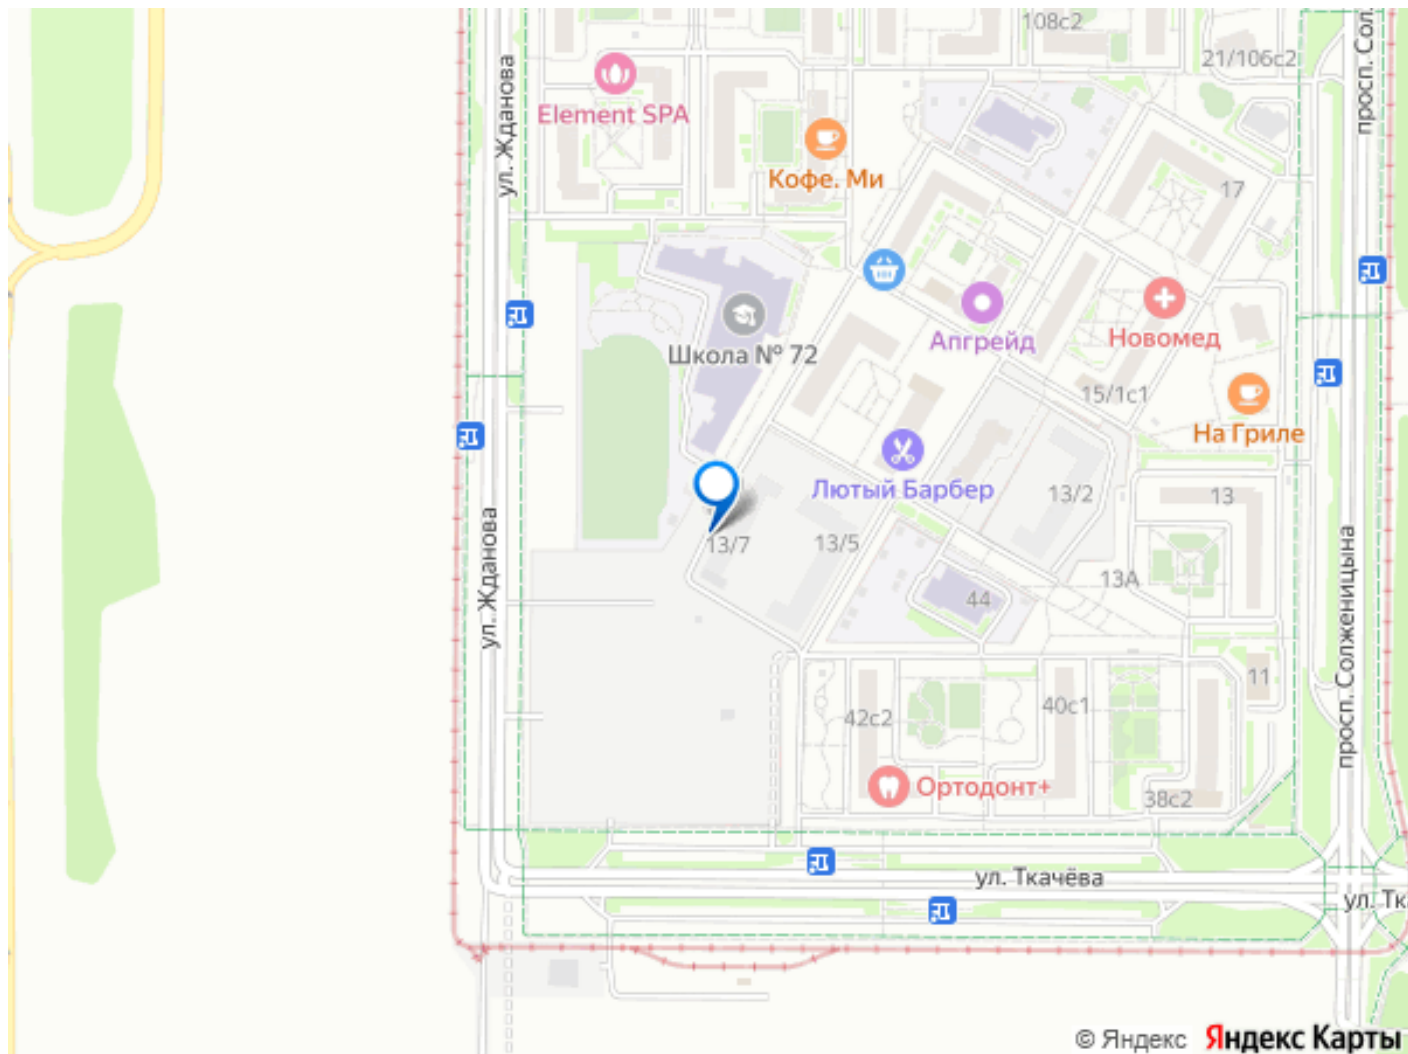 108с2
21/106с2
просп. Сол.
ул. Жданова
Element SPA
Кофе. Ми
17
Апгрейд
Новомед
Школа № 72
15/1с1
На Гриле
Лютый Барбер
13/2
13
13/7
13/5
ул. Жданова
13А
44
просп. Солженицына
11
42с2
40с1
Ортодонт+
38с2
ул. Ткачёва
ул. Тк
© Яндекс Яндекс Карты